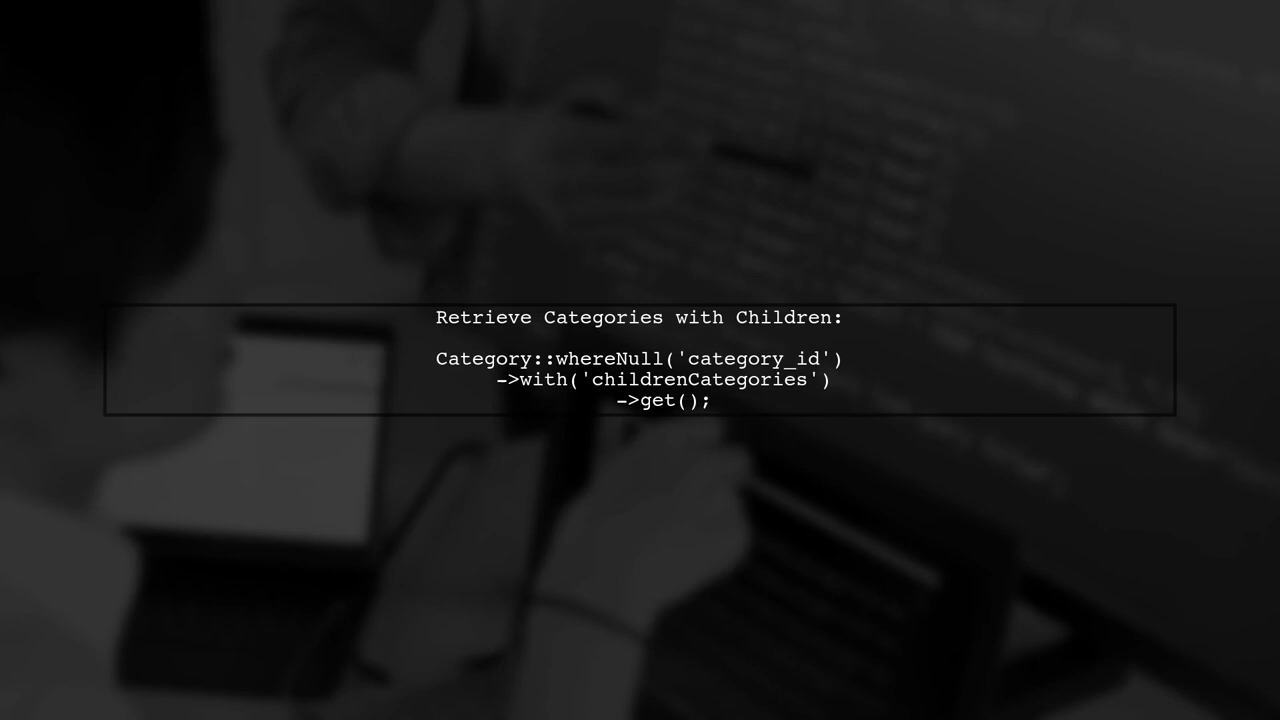 Retrieve Categories with Children:
Category::whereNull('category_id')
->with('childrenCategories')
->get();